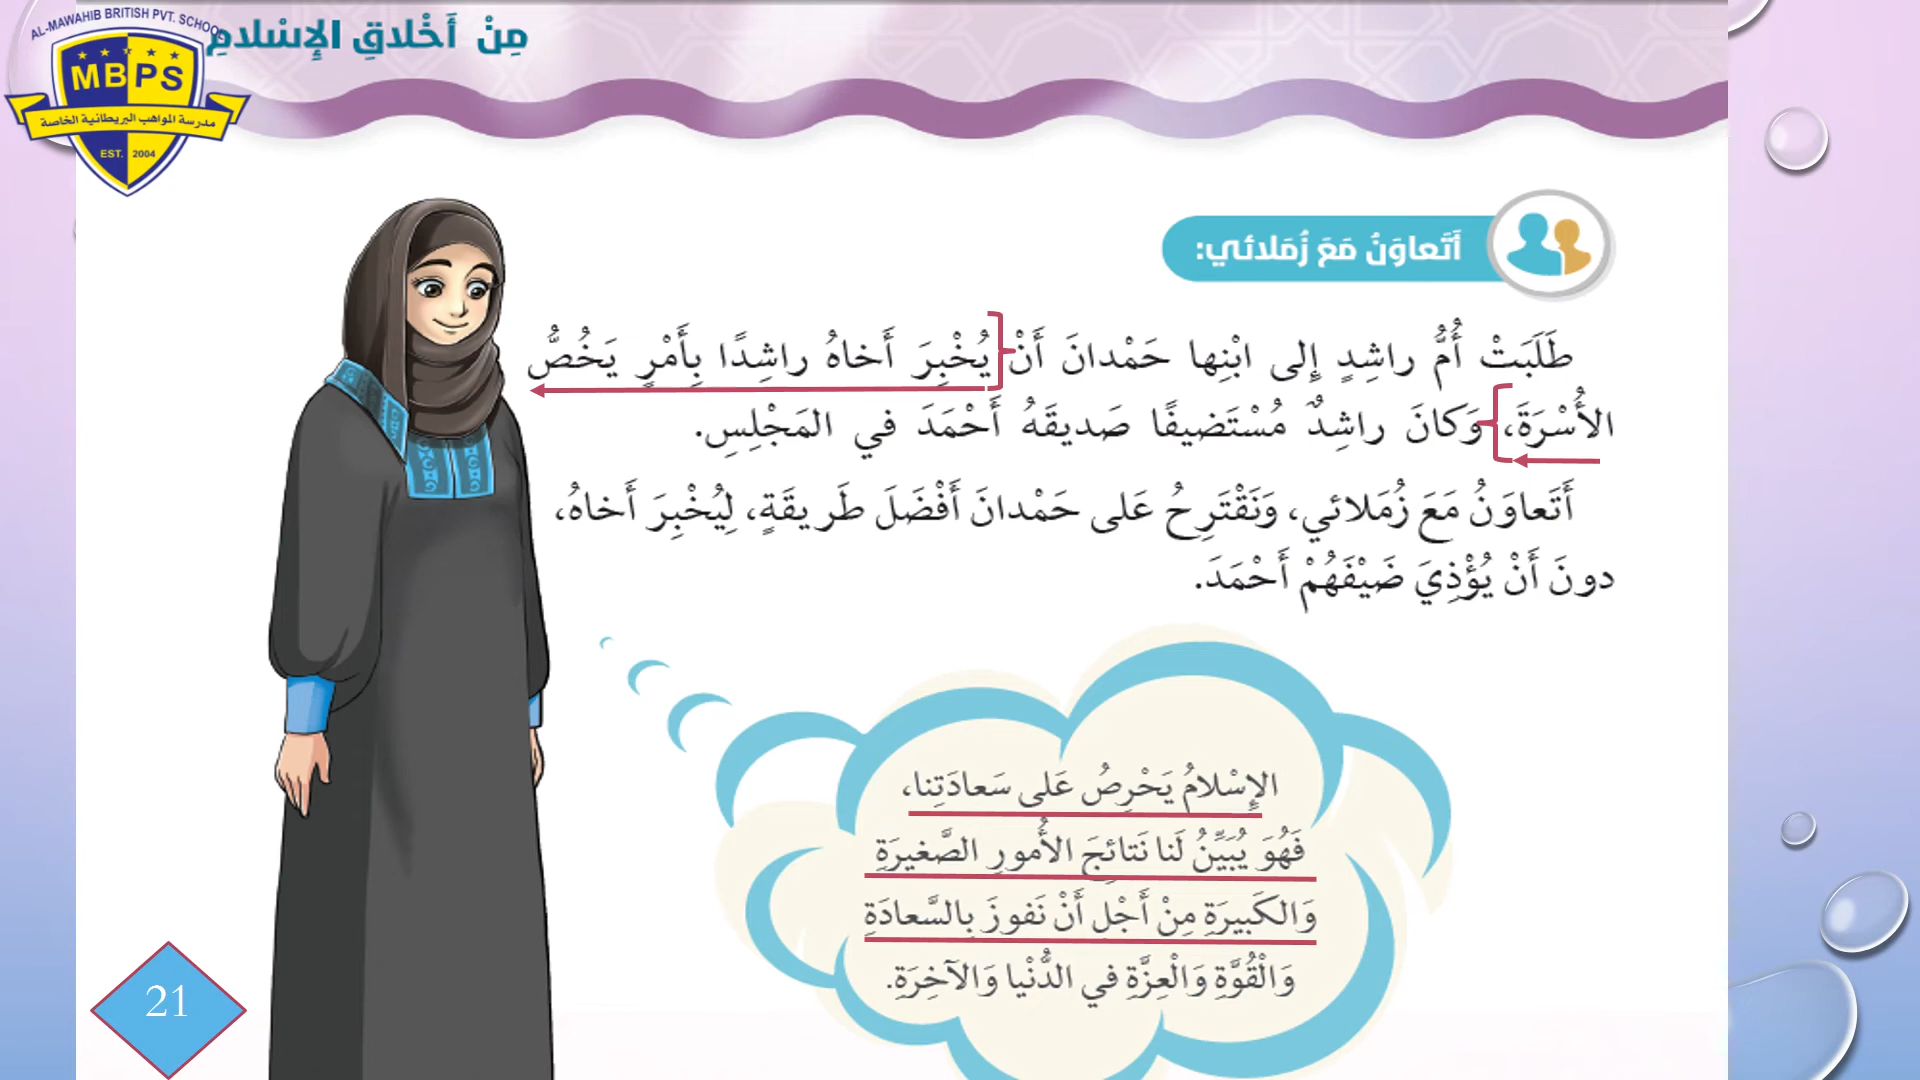 AL-MAWAHIB BRITISH PVT. SCHOOL
MBPS
مدرسة المواهب البريطانية الخاصة
EST. 2004
مِنْ أَخْلاقِ الإِسْلامِ
أَتَعاوَنُ مَعَ زُمَلائي:
طَلَبَتْ أُمُّ راشِدٍ إِلى ابْنِها حَمْدانَ أَنْ يُخْبِرَ أَخاهُ راشِدًا بِأَمْرٍ يَخُصُّ
الأُسْرَةَ، وَكانَ راشِدٌ مُسْتَضيفًا صَديقَهُ أَحْمَدَ في المَجْلِسِ.
أَتَعاوَنُ مَعَ زُمَلائي، وَنَقْتَرِحُ عَلى حَمْدانَ أَفْضَلَ طَريقَةٍ، لِيُخْبِرَ أَخاهُ،
دونَ أَنْ يُؤْذِيَ ضَيْفَهُمْ أَحْمَدَ.
الإِسْلامُ يَحْرِصُ عَلى سَعادَتِنا،
فَهُوَ يُبَيِّنُ لَنا نَتائِجَ الأُمورِ الصَّغيرَةِ
وَالكَبيرَةِ مِنْ أَجْلِ أَنْ نَفوزَ بِالسَّعادَةِ
وَالْقُوَّةِ وَالْعِزَّةِ في الدُّنْيا وَالآخِرَةِ.
21